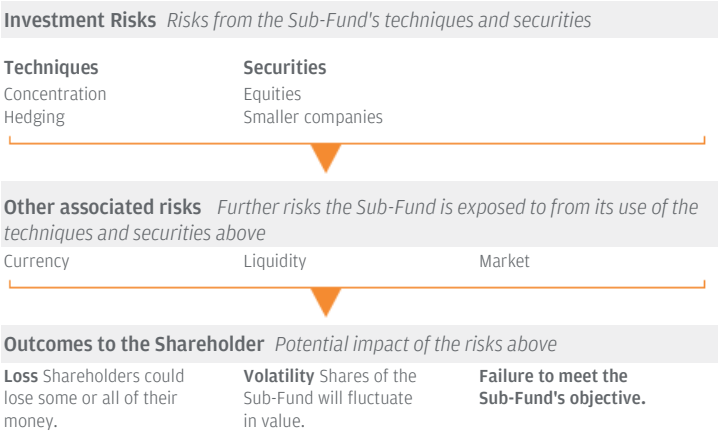 Investment Risks Risks from the Sub-Fund's techniques and securities
Techniques
Concentration
Hedging
Securities
Equities
Smaller companies
Other associated risks Further risks the Sub-Fund is exposed to from its use of the
techniques and securities above
Currency
Liquidity
Market
Outcomes to the Shareholder Potential impact of the risks above
Loss Shareholders could
lose some or all of their
money.
Volatility Shares of the
Sub-Fund will fluctuate
in value.
Failure to meet the
Sub-Fund's objective.